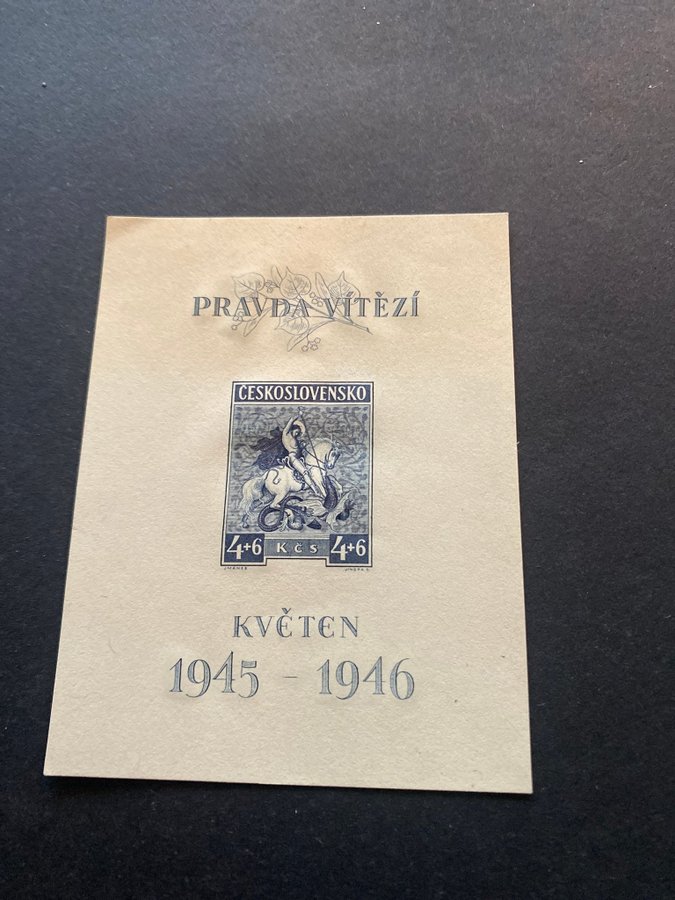 PRAVDA VÍTĚZÍ
ČESKOSLOVENSKO
4+6 KČS 4+6
KVĚTEN
1945 - 1946